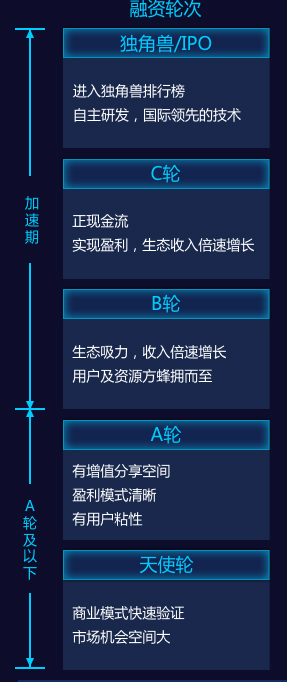 融资轮次
独角兽/IPO
进入独角兽排行榜
自主研发，国际领先的技术
C轮
正现金流
实现盈利，生态收入倍速增长
加速期
B轮
生态吸力，收入倍速增长
用户及资源方蜂拥而至
A轮
有增值分享空间
盈利模式清晰
有用户粘性
A轮及以下
天使轮
商业模式快速验证
市场机会空间大